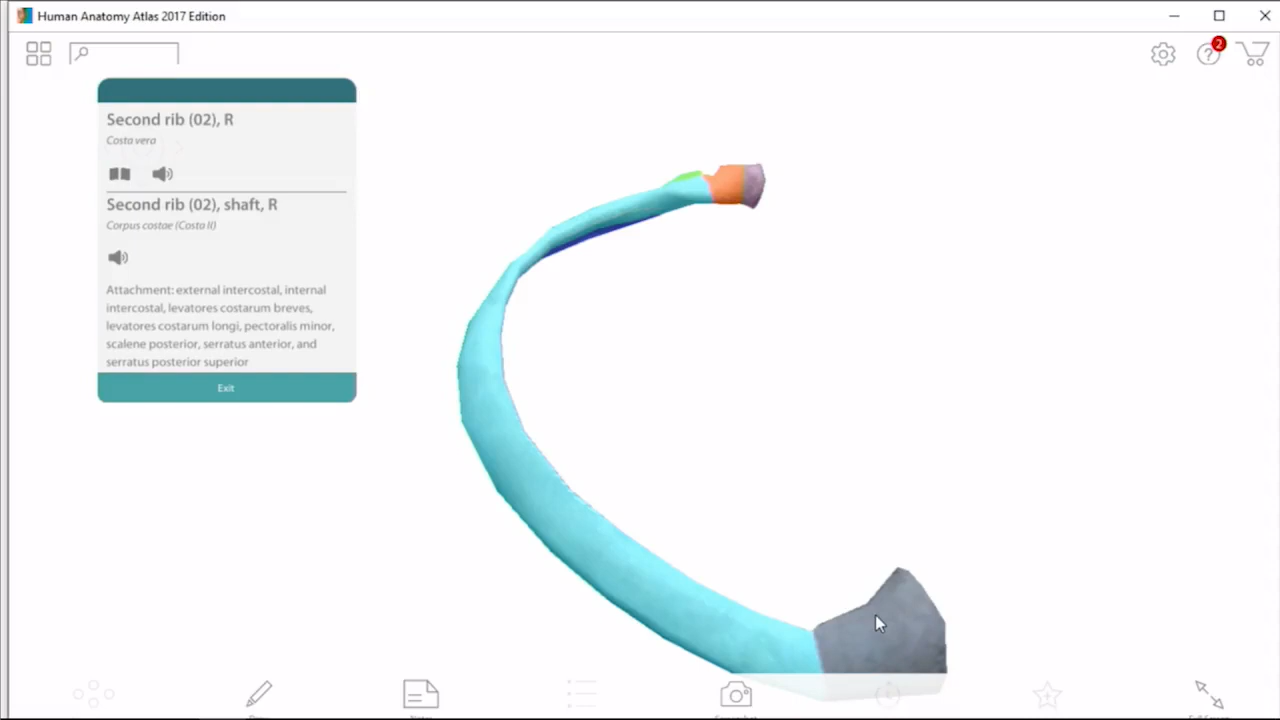 Human Anatomy Atlas 2017 Edition
2
Second rib (02), R
Costa vera
Second rib (02), shaft, R
Corpus costae (Costa II)
Attachment: external intercostal, internal
intercostal, levatores costarum breves,
levatores costarum longi, pectoralis minor,
scalene posterior, serratus anterior, and
serratus posterior superior
Exit